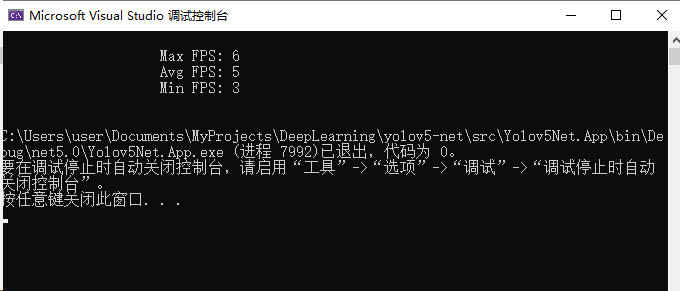 Microsoft Visual Studio 调试控制台
Max FPS: 6
Avg FPS: 5
Min FPS: 3
C:\Users\user\Documents\MyProjects\DeepLearning\yolov5-net\src\Yolov5Net.App\bin\De
bug\net5.0\Yolov5Net.App.exe (进程 7992)已退出，代码为 0。
要在调试停止时自动关闭控制台，请启用“工具”->“选项”->“调试”->“调试停止时自动
关闭控制台”。
按任意键关闭此窗口. . .